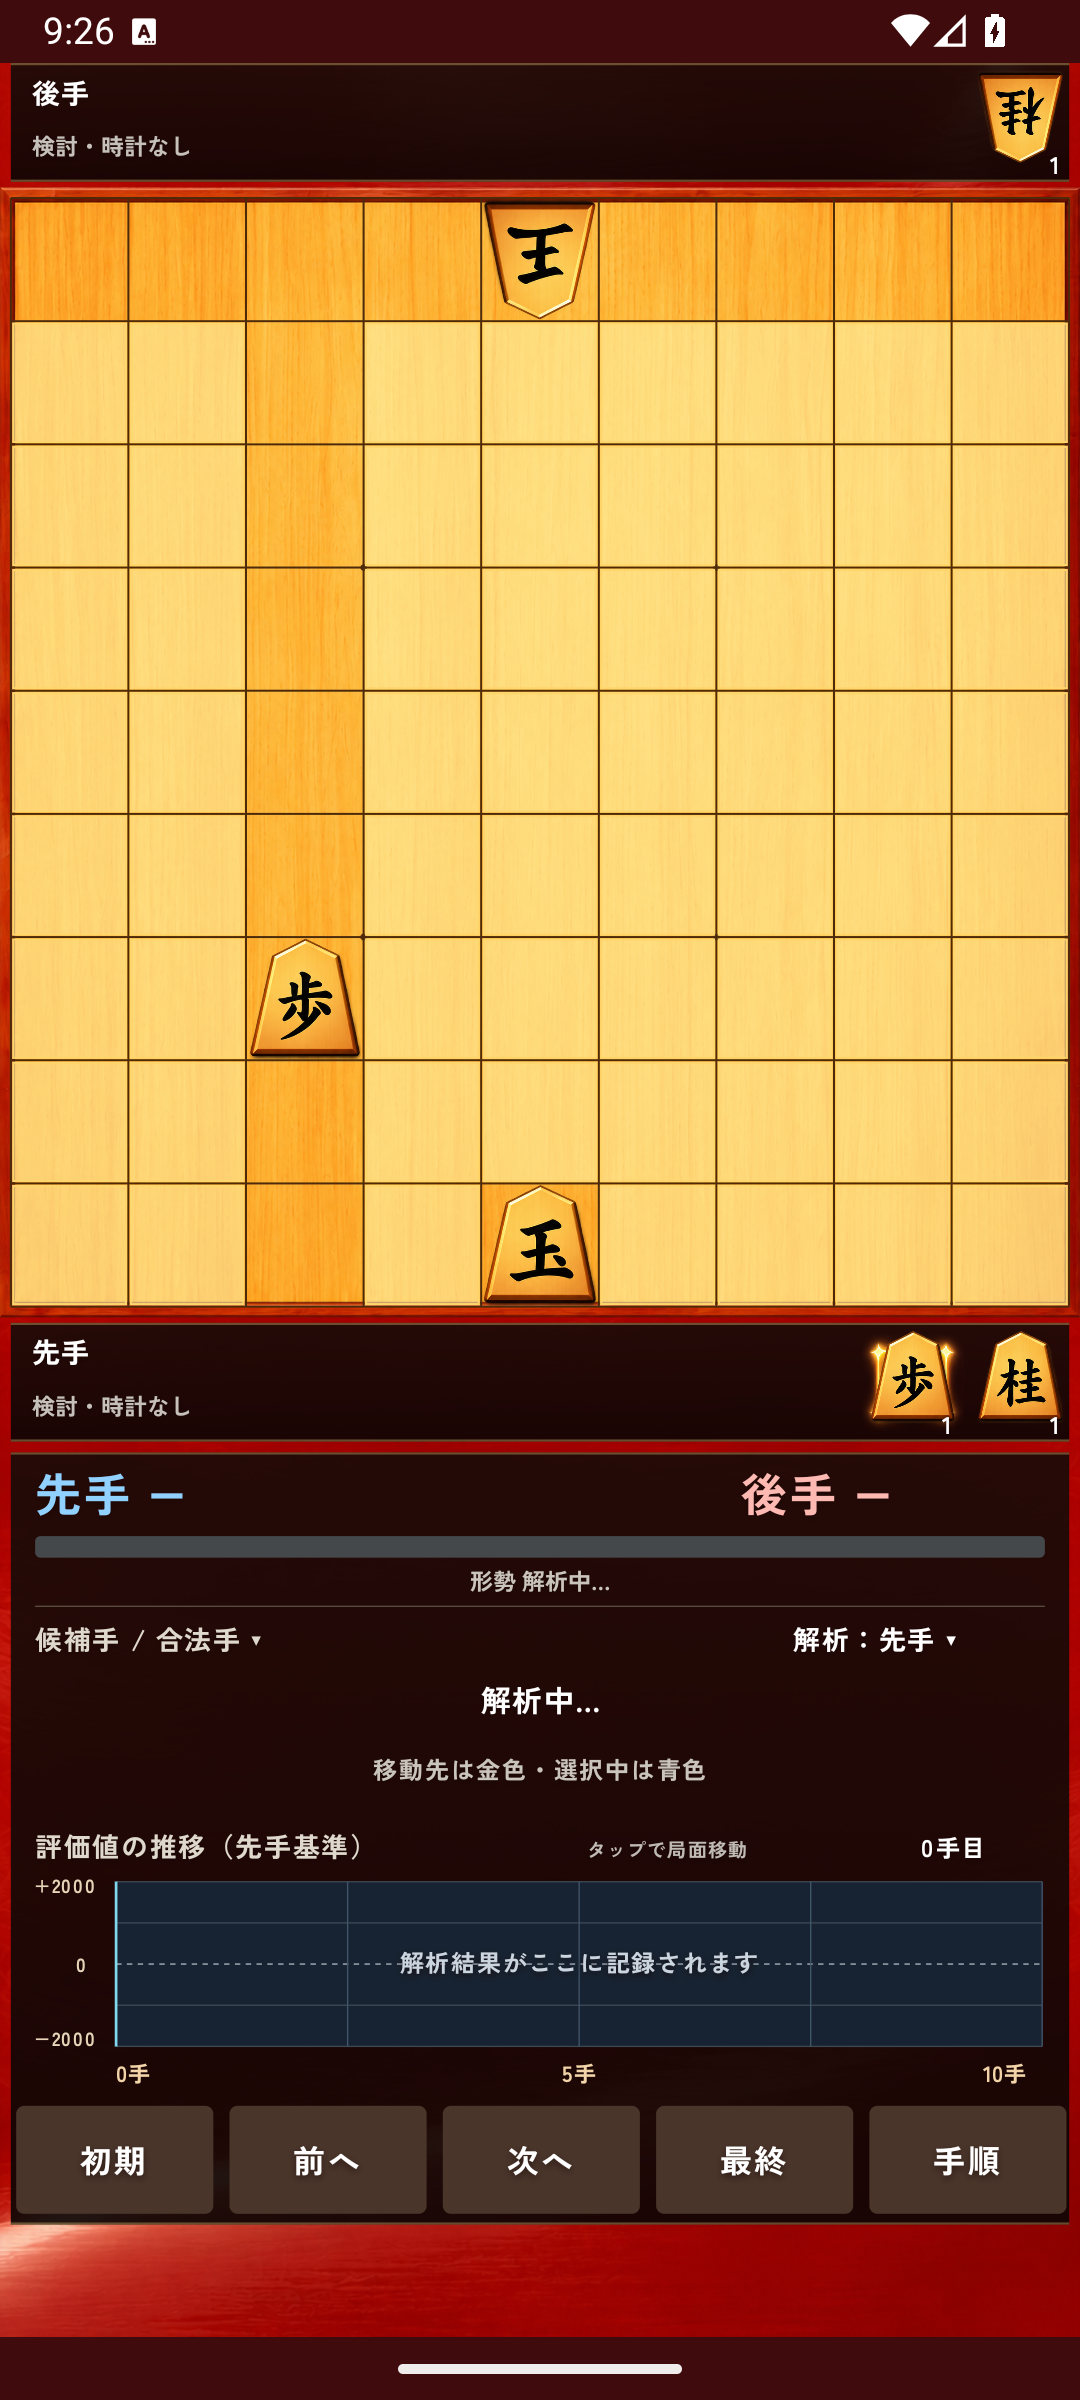 9:26
後手
検討・時計なし
桂
1
王
歩
玉
先手
検討・時計なし
歩
1
桂
1
先手 ー
後手 ー
形勢 解析中...
候補手 / 合法手 ▼
解析：先手 ▼
解析中...
移動先は金色・選択中は青色
評価値の推移（先手基準）
タップで局面移動
0手目
+2000
0
−2000
解析結果がここに記録されます
0手
5手
10手
初期
前へ
次へ
最終
手順